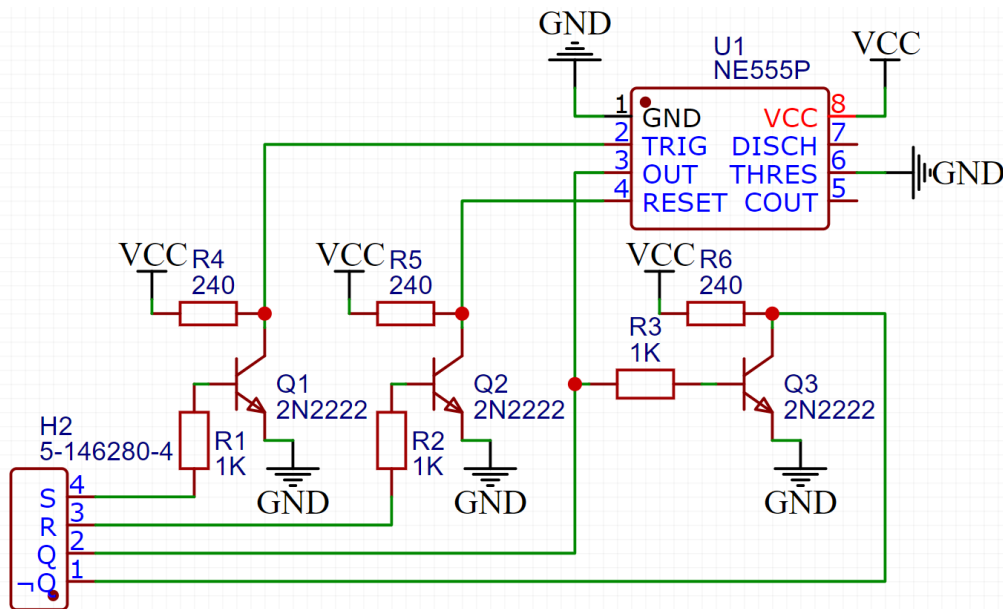 GND
U1
NE555P
VCC
1 GND VCC 8
2 TRIG DISCH 7
3 OUT THRES 6
4 RESET COUT 5
GND
VCC R4
240
VCC R5
240
VCC R6
240
R3
1K
Q1
2N2222
Q2
2N2222
Q3
2N2222
H2
5-146280-4
R1
1K
R2
1K
GND
GND
GND
S 4
R 3
Q 2
¬Q 1